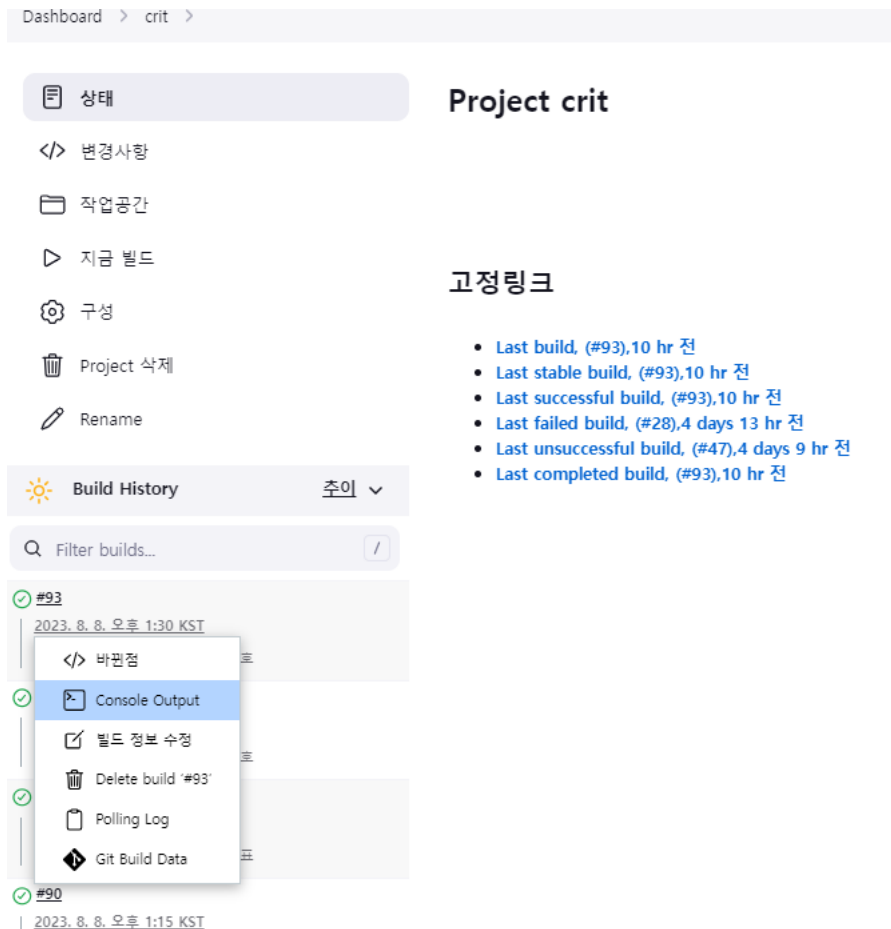 Dashboard > crit >
상태
변경사항
작업공간
지금 빌드
구성
Project 삭제
Rename
Build History 추이
Filter builds... /
#93
2023. 8. 8. 오후 1:30 KST
호
바뀐점
Console Output
빌드 정보 수정
호
Delete build '#93'
Polling Log
Git Build Data
표
#90
2023. 8. 8. 오후 1:15 KST
Project crit
고정링크
Last build, (#93),10 hr 전
Last stable build, (#93),10 hr 전
Last successful build, (#93),10 hr 전
Last failed build, (#28),4 days 13 hr 전
Last unsuccessful build, (#47),4 days 9 hr 전
Last completed build, (#93),10 hr 전